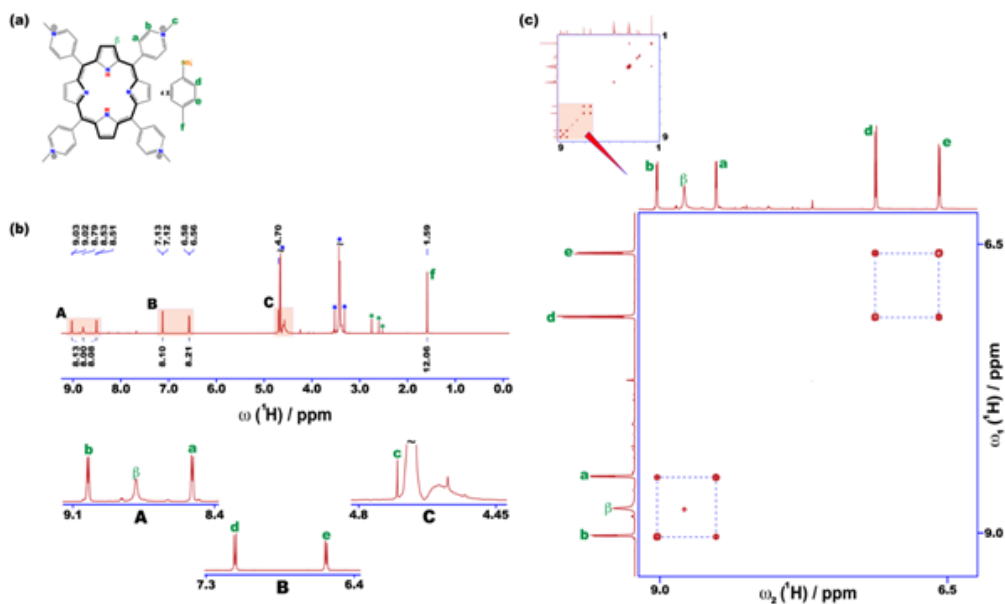 (a)
b
c
a
β
N
H
N
N
H
N
4 X
d
e
f
(b)
9.03
9.02
8.79
8.53
8.51
7.13
7.12
6.58
6.56
4.70
1.59
A
B
C
f
8.13
8.00
8.08
8.10
8.21
12.06
9.0
8.0
7.0
6.0
5.0
4.0
3.0
2.0
1.0
0.0
ω (¹H) / ppm
b
β
a
9.1
A
8.4
c
~
4.8
C
4.45
d
e
7.3
B
6.4
(c)
1
9
9
1
b
β
a
d
e
e
d
a
β
b
6.5
9.0
ω₁ (¹H) / ppm
9.0
6.5
ω₂ (¹H) / ppm